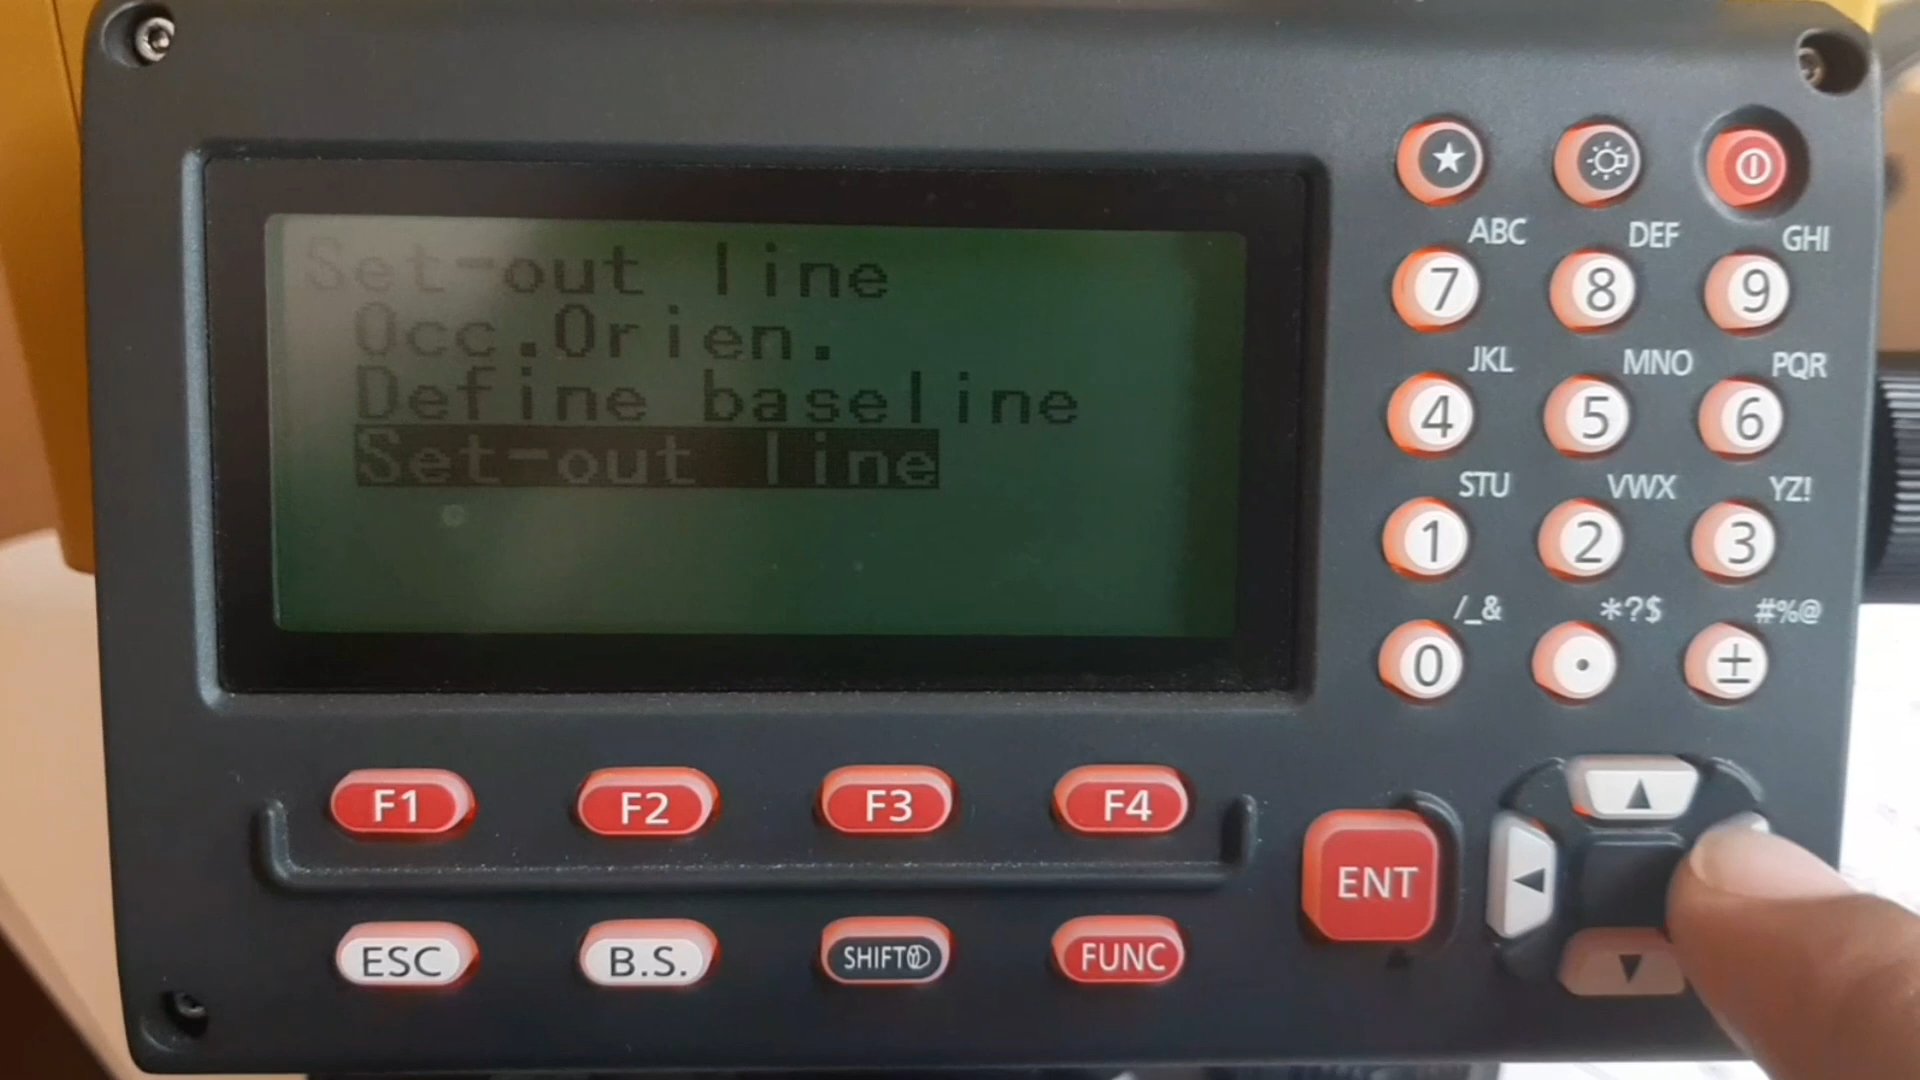 Set-out line
Occ.Orien.
Define baseline
Set-out line
ABC DEF GHI
7 8 9
JKL MNO PQR
4 5 6
STU VWX YZ!
1 2 3
/_& *?$ #%@
0 . ±
F1 F2 F3 F4
ENT
ESC B.S. SHIFT FUNC